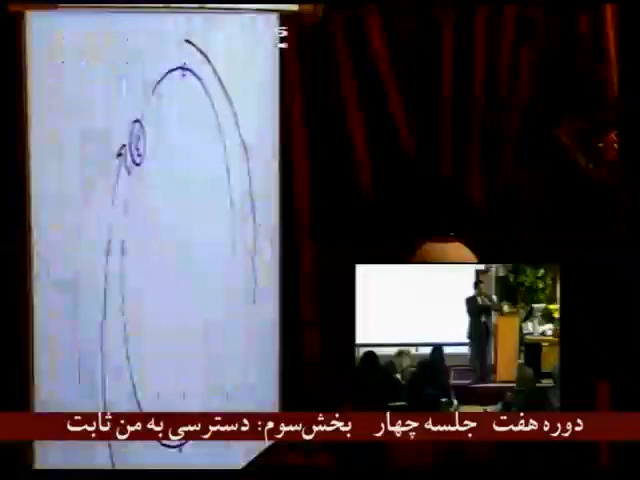 دوره هفت جلسه چهار بخش سوم: دسترسی به من ثابت